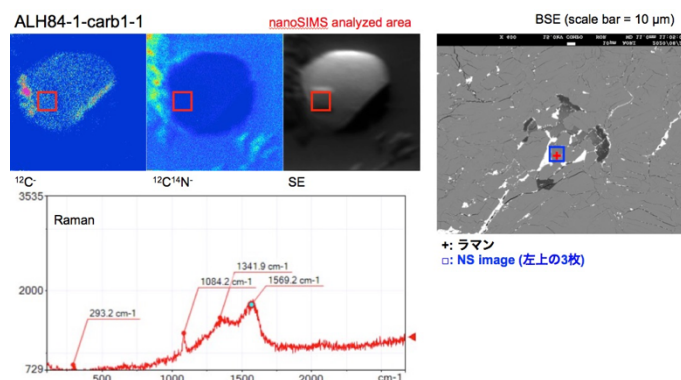 ALH84-1-carb1-1
nanoSIMS analyzed area
BSE (scale bar = 10 µm)
¹²C⁻
¹²C¹⁴N⁻
SE
+: ラマン
□: NS image (左上の3枚)
3535
Raman
1341.9 cm-1
1084.2 cm-1
1569.2 cm-1
2000
293.2 cm-1
729
500
1000
1500
2000
cm-1